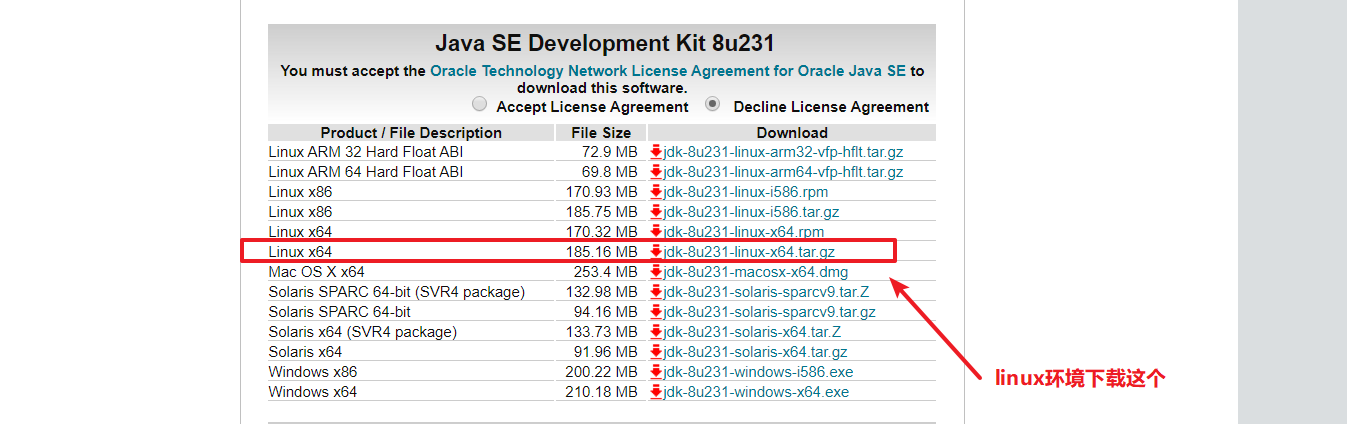 Java SE Development Kit 8u231
You must accept the Oracle Technology Network License Agreement for Oracle Java SE to
download this software.
Accept License Agreement Decline License Agreement
Product / File Description File Size Download
Linux ARM 32 Hard Float ABI 72.9 MB jdk-8u231-linux-arm32-vfp-hflt.tar.gz
Linux ARM 64 Hard Float ABI 69.8 MB jdk-8u231-linux-arm64-vfp-hflt.tar.gz
Linux x86 170.93 MB jdk-8u231-linux-i586.rpm
Linux x86 185.75 MB jdk-8u231-linux-i586.tar.gz
Linux x64 170.32 MB jdk-8u231-linux-x64.rpm
Linux x64 185.16 MB jdk-8u231-linux-x64.tar.gz
Mac OS X x64 253.4 MB jdk-8u231-macosx-x64.dmg
Solaris SPARC 64-bit (SVR4 package) 132.98 MB jdk-8u231-solaris-sparcv9.tar.Z
Solaris SPARC 64-bit 94.16 MB jdk-8u231-solaris-sparcv9.tar.gz
Solaris x64 (SVR4 package) 133.73 MB jdk-8u231-solaris-x64.tar.Z
Solaris x64 91.96 MB jdk-8u231-solaris-x64.tar.gz
Windows x86 200.22 MB jdk-8u231-windows-i586.exe
Windows x64 210.18 MB jdk-8u231-windows-x64.exe
linux环境下载这个